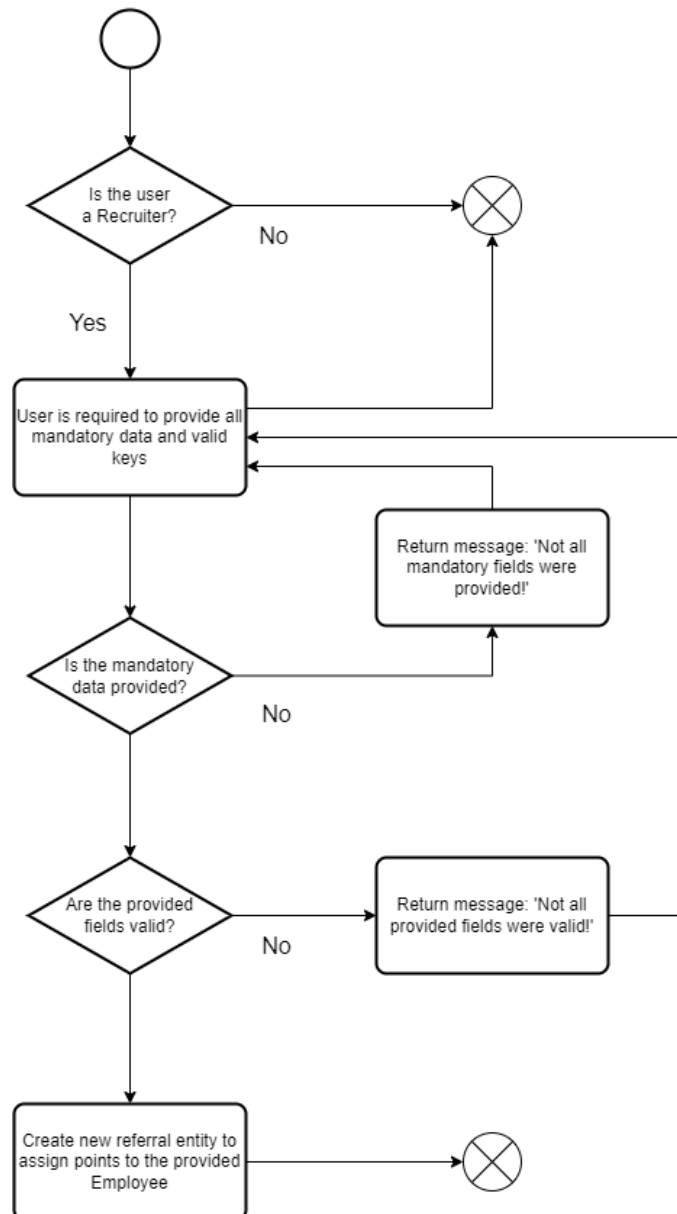 Is the user
a Recruiter?
No
Yes
User is required to provide all
mandatory data and valid
keys
Return message: 'Not all
mandatory fields were
provided!'
Is the mandatory
data provided?
No
Are the provided
fields valid?
No
Return message: 'Not all
provided fields were valid!'
Create new referral entity to
assign points to the provided
Employee